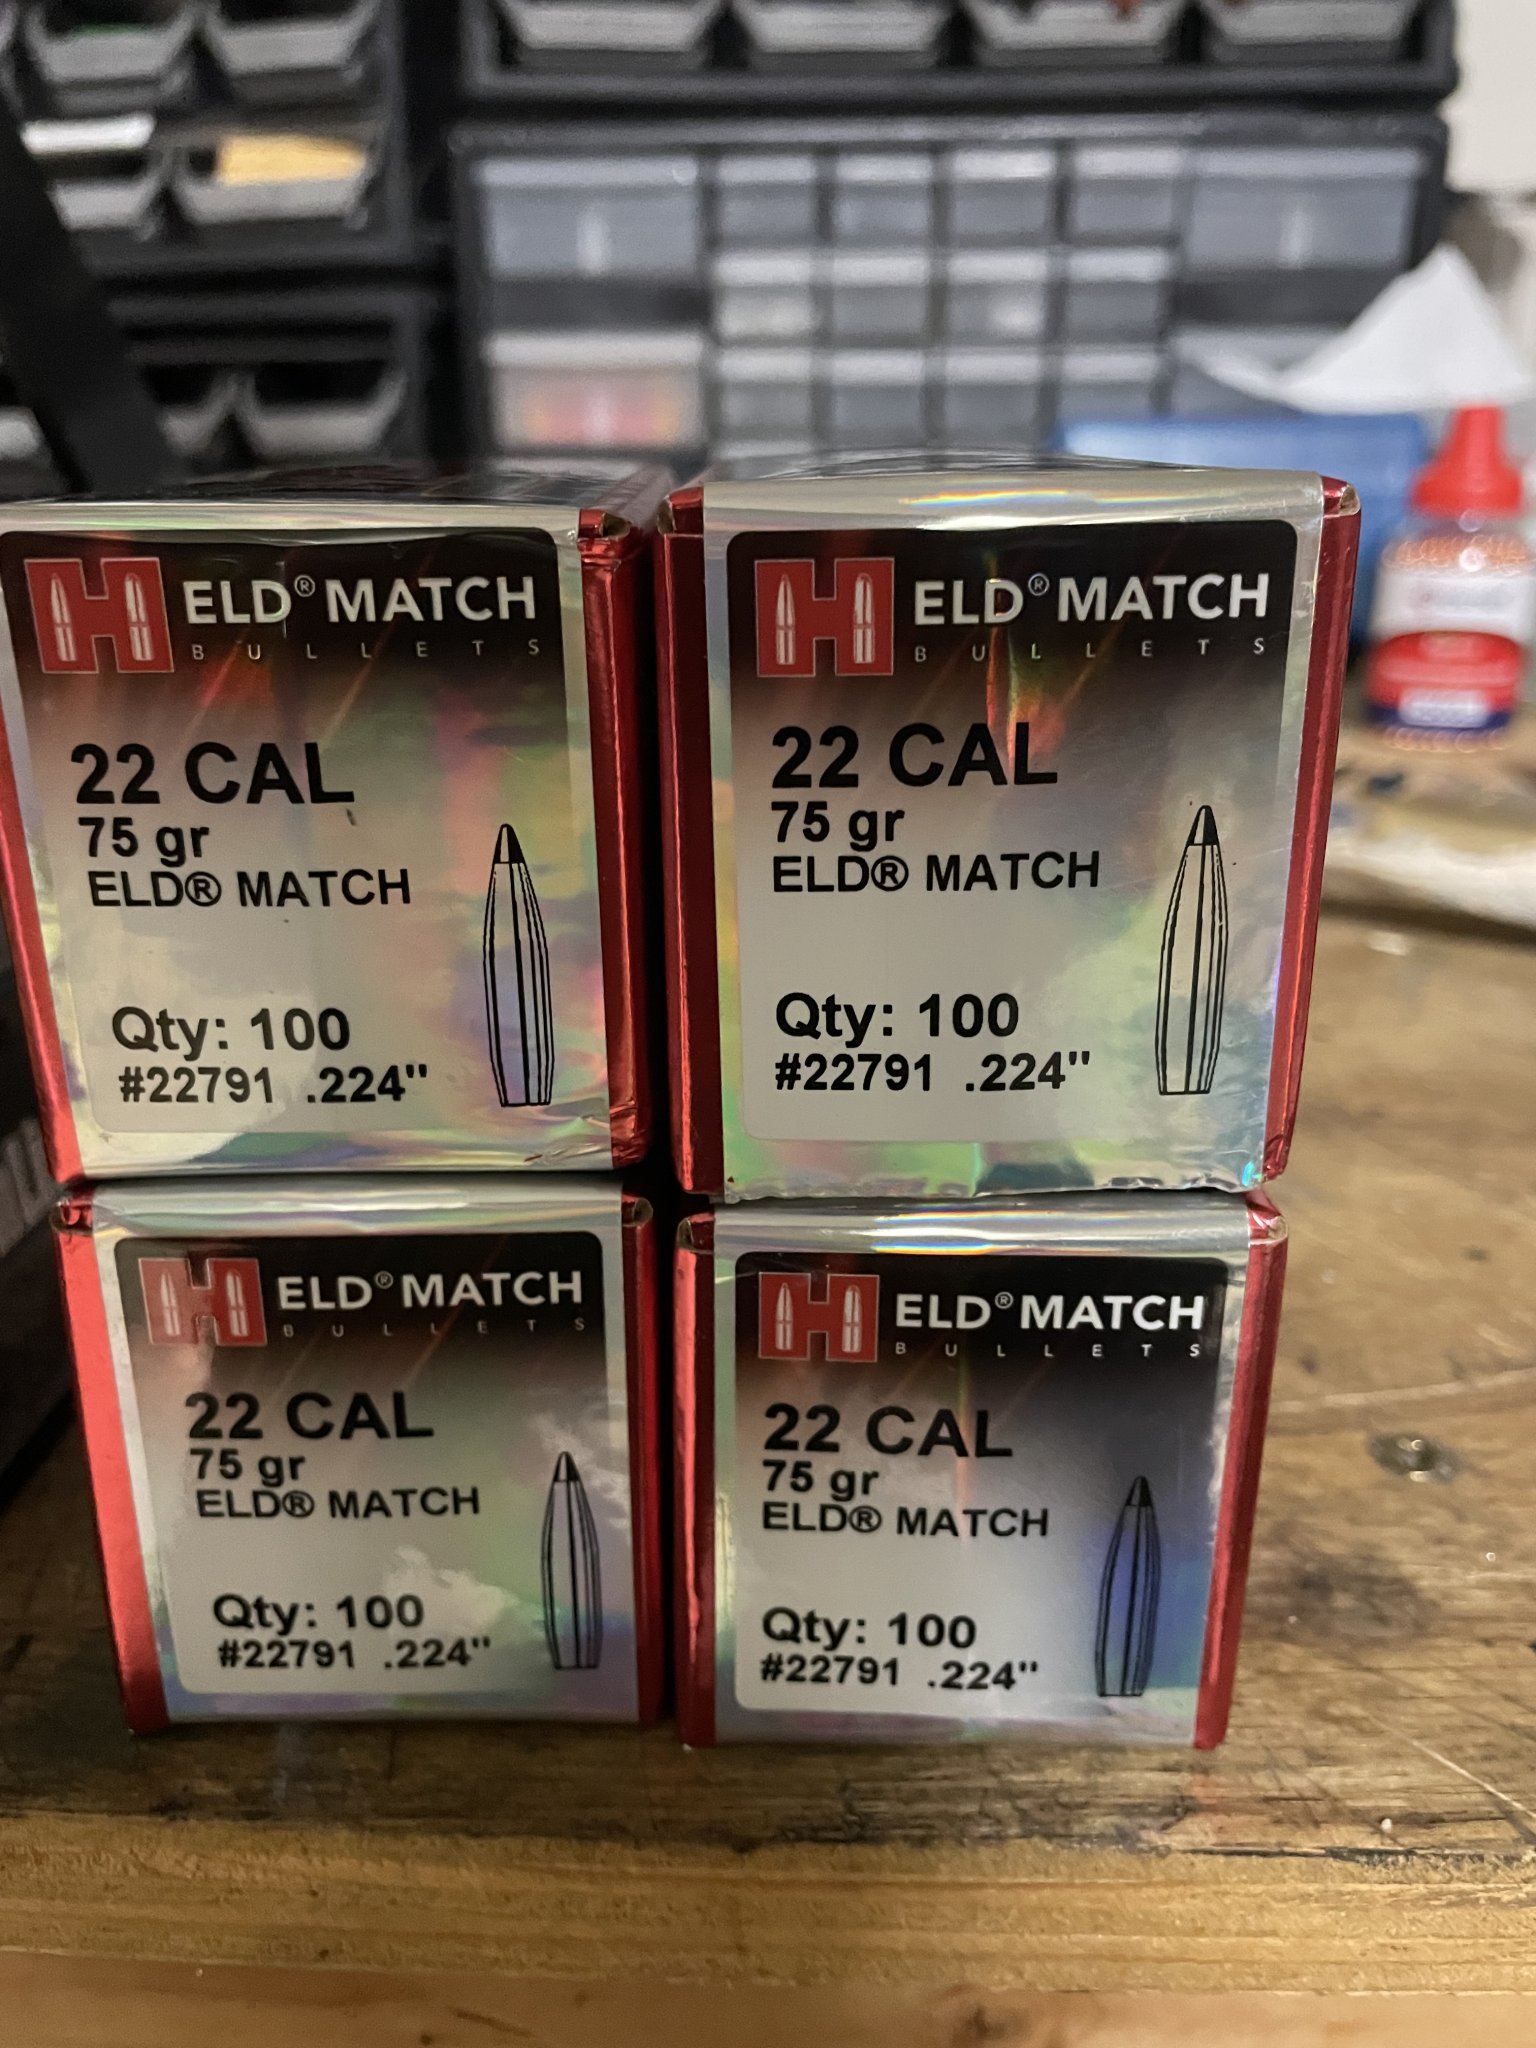 ELD® MATCH
BULLETS
22 CAL
75 gr
ELD® MATCH
Qty: 100
#22791 .224"
ELD® MATCH
BULLETS
22 CAL
75 gr
ELD® MATCH
Qty: 100
#22791 .224"
ELD® MATCH
BULLETS
22 CAL
75 gr
ELD® MATCH
Qty: 100
#22791 .224"
ELD® MATCH
BULLETS
22 CAL
75 gr
ELD® MATCH
Qty: 100
#22791 .224"